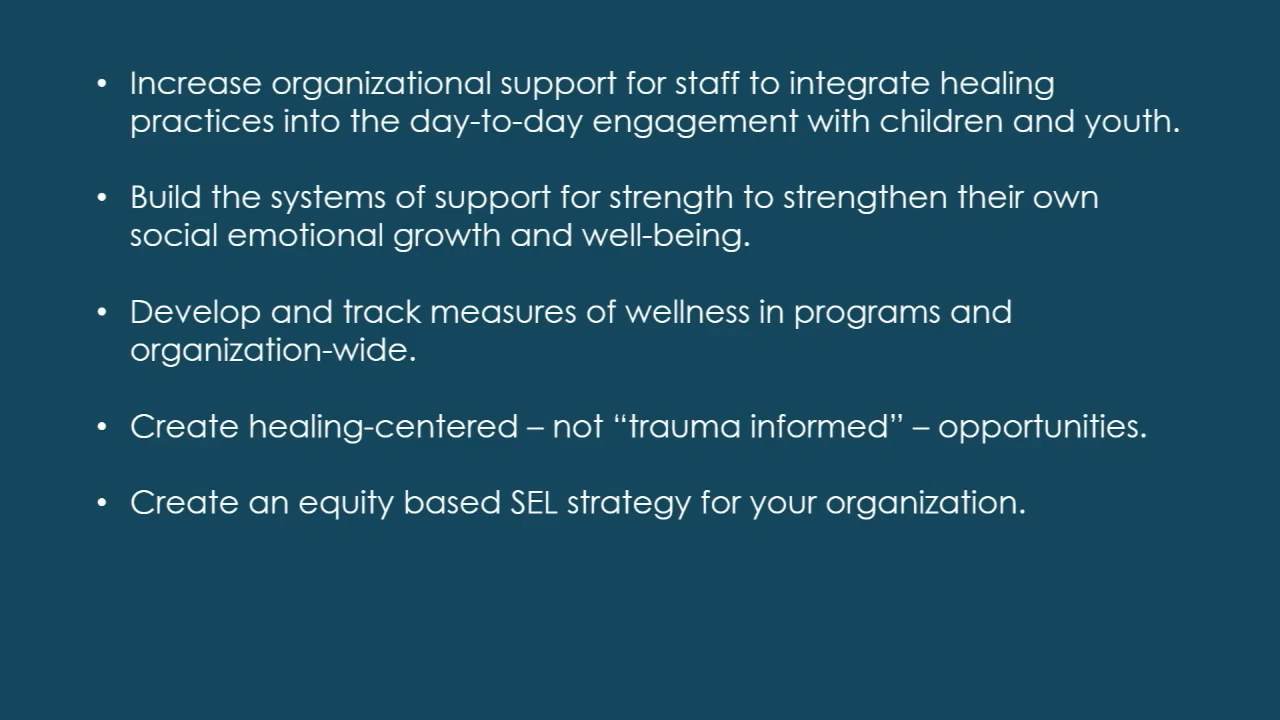 • Increase organizational support for staff to integrate healing
practices into the day-to-day engagement with children and youth.
• Build the systems of support for strength to strengthen their own
social emotional growth and well-being.
• Develop and track measures of wellness in programs and
organization-wide.
• Create healing-centered – not “trauma informed” – opportunities.
• Create an equity based SEL strategy for your organization.